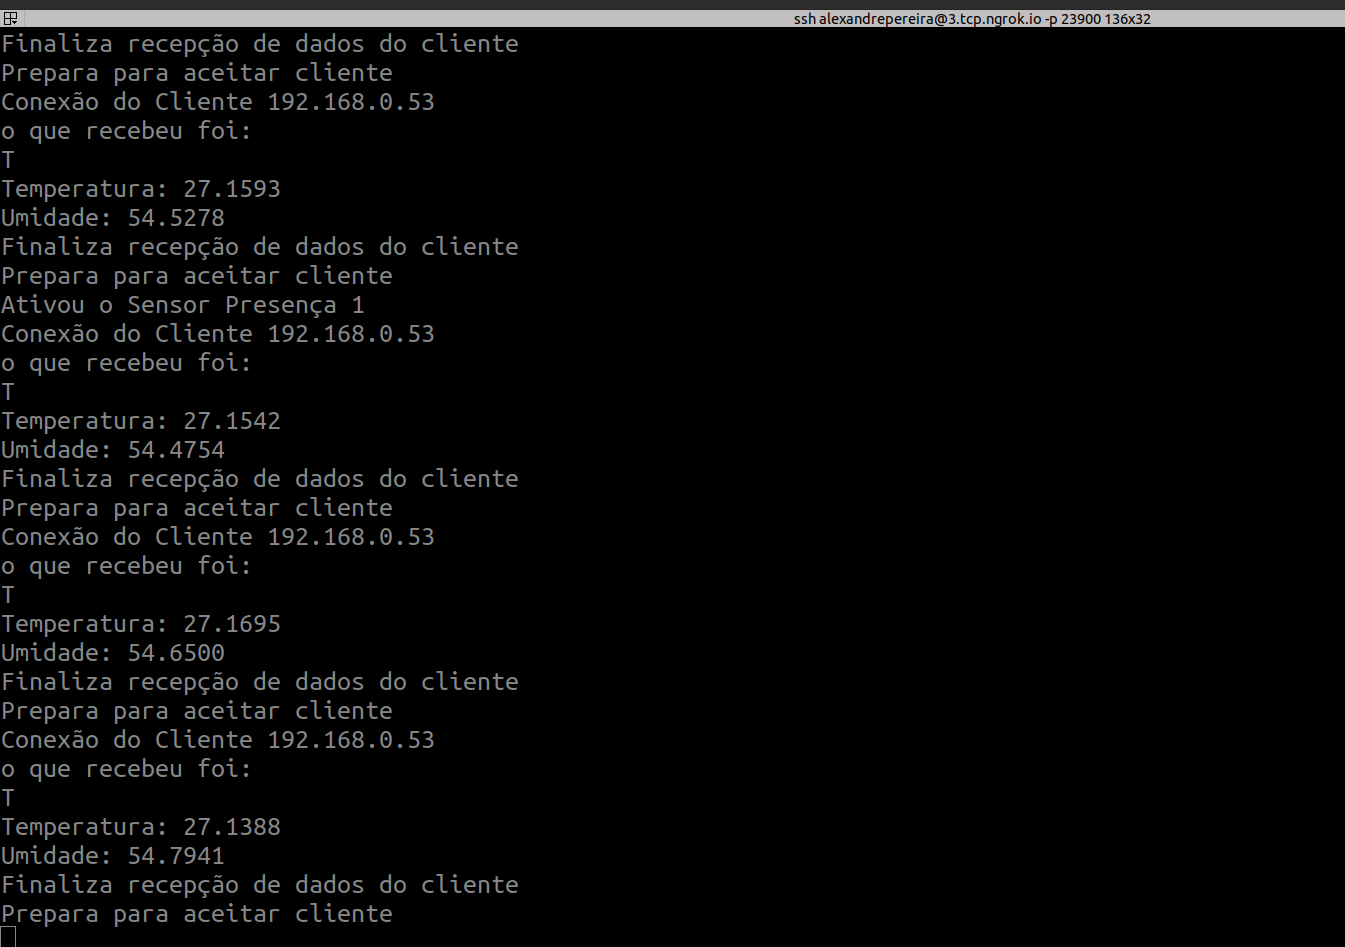 ssh alexandrepereira@3.tcp.ngrok.io -p 23900 136x32
Finaliza recepção de dados do cliente
Prepara para aceitar cliente
Conexão do Cliente 192.168.0.53
o que recebeu foi:
T
Temperatura: 27.1593
Umidade: 54.5278
Finaliza recepção de dados do cliente
Prepara para aceitar cliente
Ativou o Sensor Presença 1
Conexão do Cliente 192.168.0.53
o que recebeu foi:
T
Temperatura: 27.1542
Umidade: 54.4754
Finaliza recepção de dados do cliente
Prepara para aceitar cliente
Conexão do Cliente 192.168.0.53
o que recebeu foi:
T
Temperatura: 27.1695
Umidade: 54.6500
Finaliza recepção de dados do cliente
Prepara para aceitar cliente
Conexão do Cliente 192.168.0.53
o que recebeu foi:
T
Temperatura: 27.1388
Umidade: 54.7941
Finaliza recepção de dados do cliente
Prepara para aceitar cliente